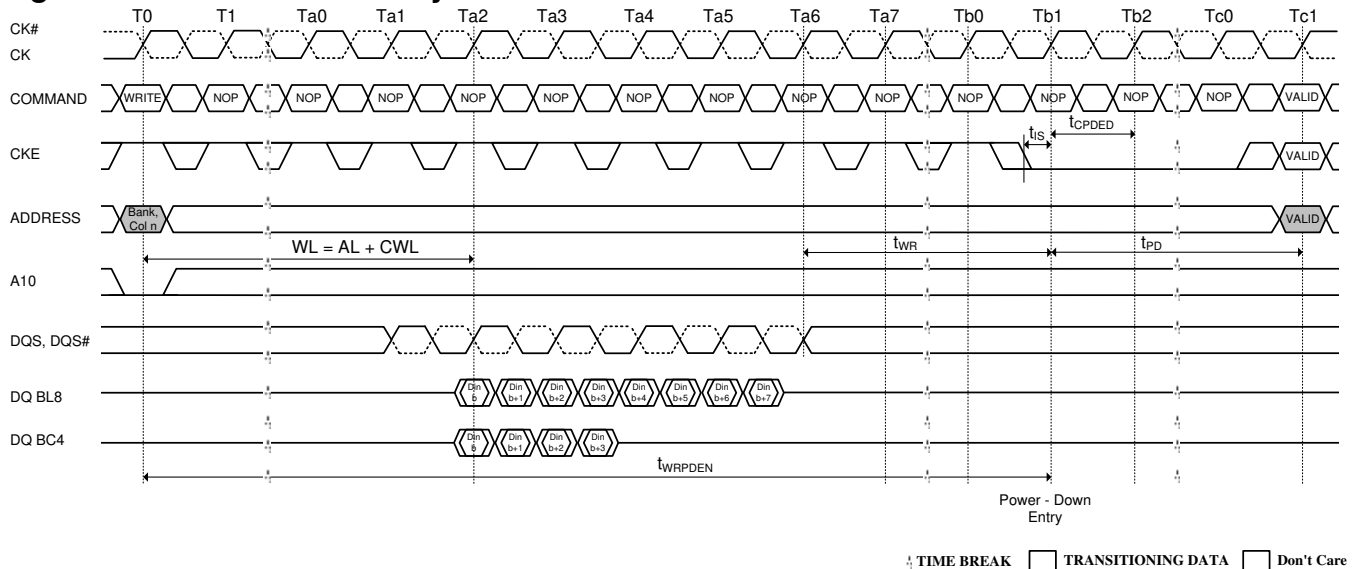 T0 T1 Ta0 Ta1 Ta2 Ta3 Ta4 Ta5 Ta6 Ta7 Tb0 Tb1 Tb2 Tc0 Tc1
CK#
CK
COMMAND WRITE NOP NOP NOP NOP NOP NOP NOP NOP NOP NOP NOP NOP NOP VALID
tIS tCPDED
CKE VALID
ADDRESS Bank, Col n VALID
WL = AL + CWL tWR tPD
A10
DQS, DQS#
DQ BL8 Din b Din b+1 Din b+2 Din b+3 Din b+4 Din b+5 Din b+6 Din b+7
DQ BC4 Din b Din b+1 Din b+2 Din b+3
tWRPDEN
Power - Down
Entry
TIME BREAK TRANSITIONING DATA Don't Care